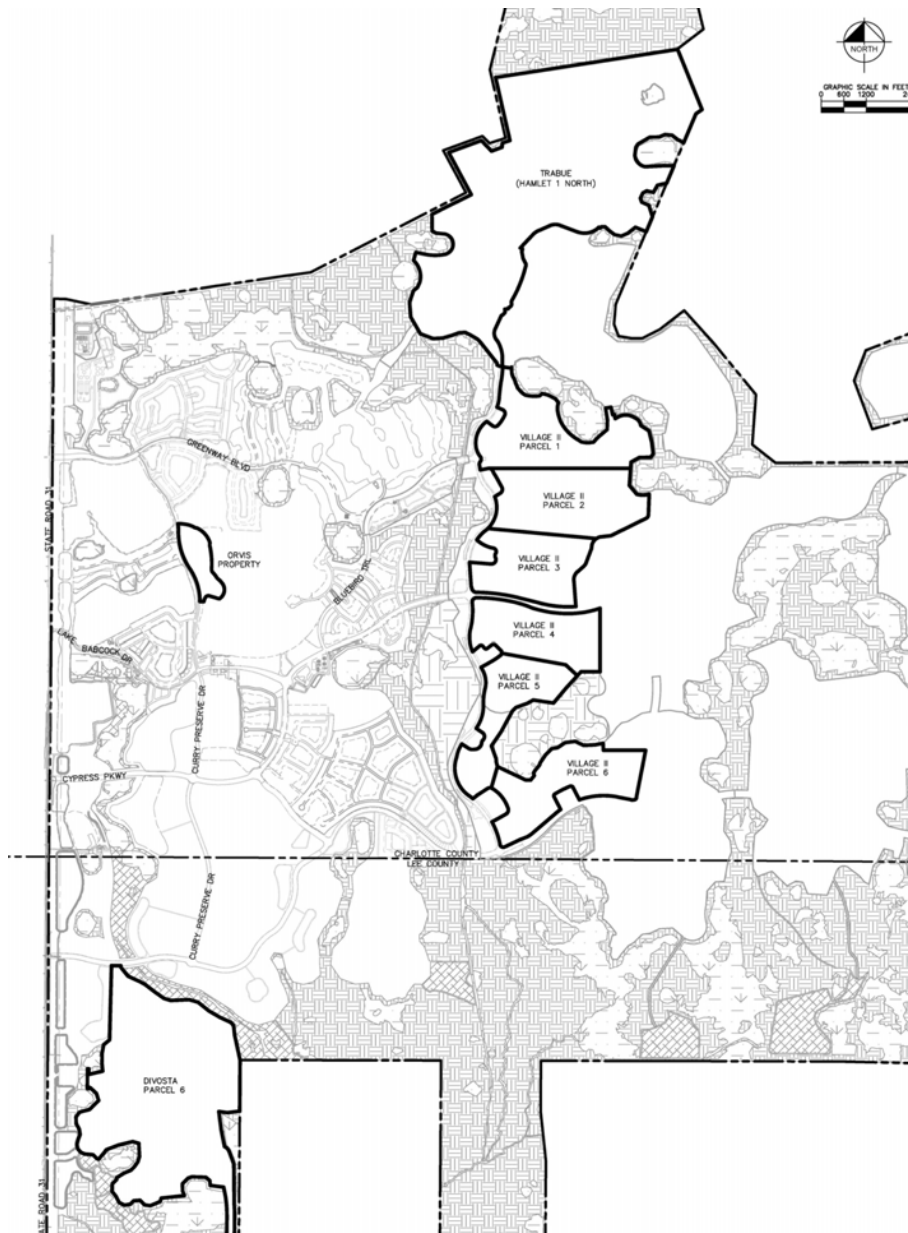 NORTH
GRAPHIC SCALE IN FEET
0 600 1200
TRABUE
(HAMLET 1 NORTH)
VILLAGE II
PARCEL 1
GREENWAY BLVD
STATE ROAD 31
VILLAGE II
PARCEL 2
ORVIS
PROPERTY
VILLAGE II
PARCEL 3
BLUEBIRD TRL
VILLAGE II
PARCEL 4
LAKE BABCOCK DR
VILLAGE II
PARCEL 5
CURRY PRESERVE DR
CYPRESS PKWY
VILLAGE II
PARCEL 6
CHARLOTTE COUNTY
LEE COUNTY
CURRY PRESERVE DR
DIVOSTA
PARCEL 6
ROAD 31